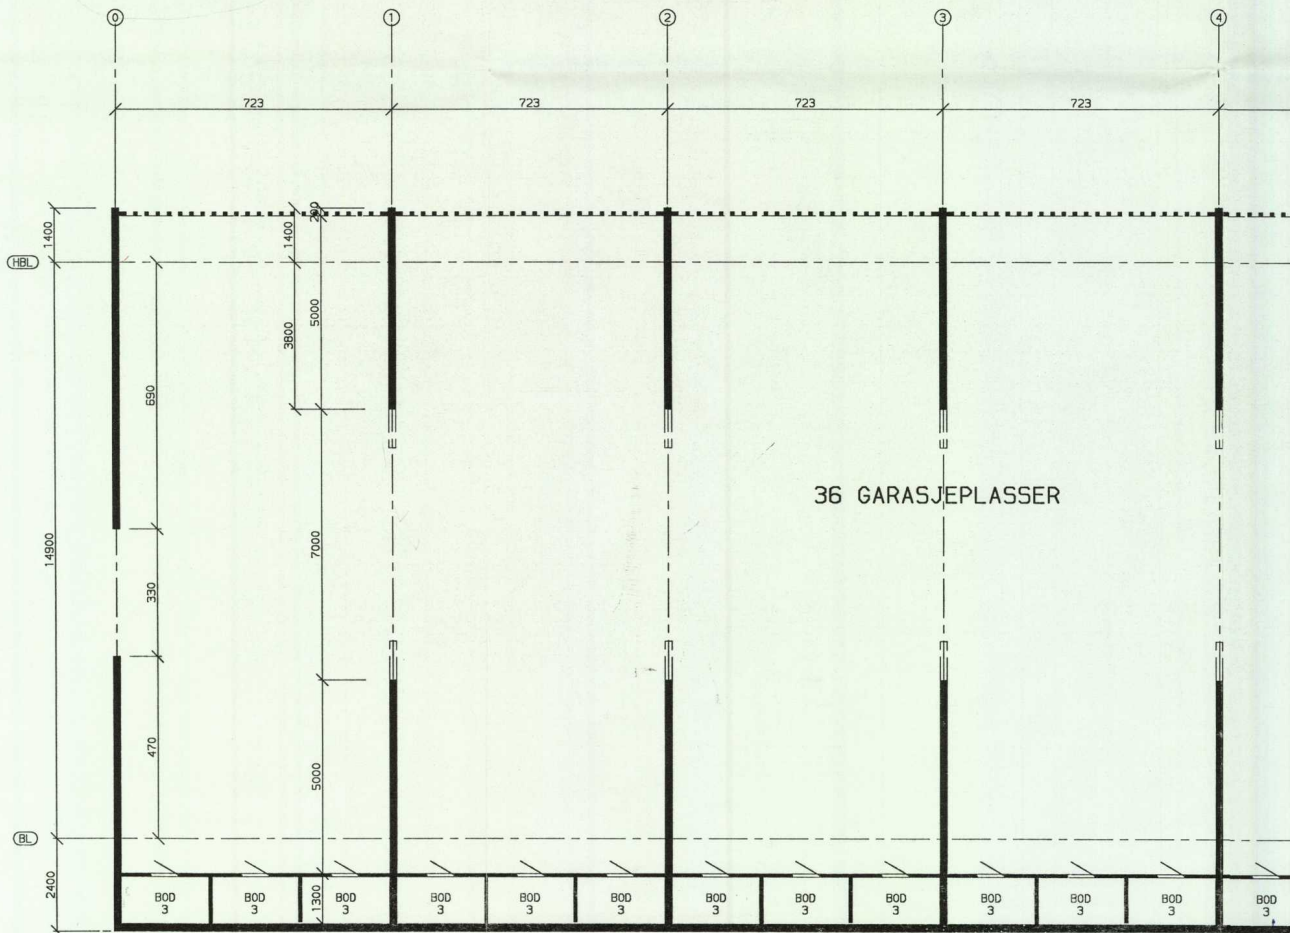 0 1 2 3 4
723 723 723 723
1400 1400 200
HBL
3800 5000
690
36 GARASJEPLASSER
14900 330 7000
470 5000
BL
2400 1300
BOD BOD BOD BOD BOD BOD BOD BOD BOD BOD BOD BOD BOD
3 3 3 3 3 3 3 3 3 3 3 3 3